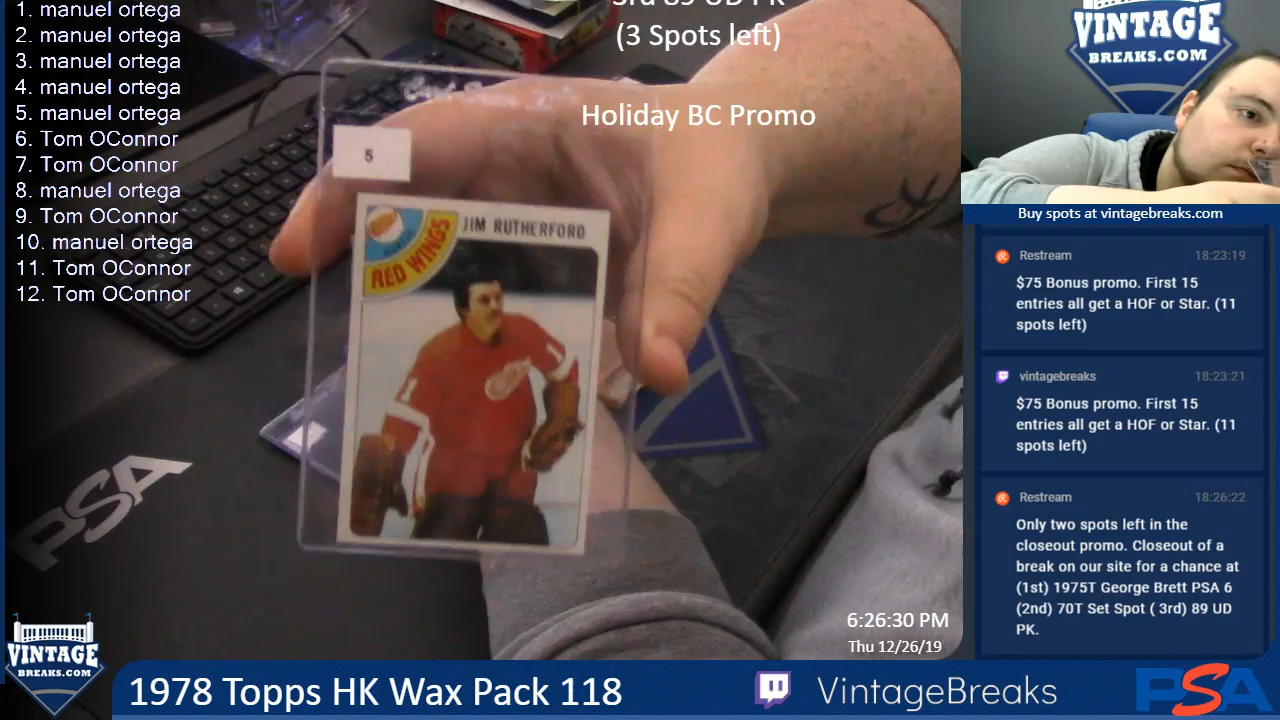 1. manuel ortega
2. manuel ortega
3. manuel ortega
4. manuel ortega
5. manuel ortega
6. Tom OConnor
7. Tom OConnor
8. manuel ortega
9. Tom OConnor
10. manuel ortega
11. Tom OConnor
12. Tom OConnor
3rd 89 UD PK
(3 Spots left)
Holiday BC Promo
5
JIM RUTHERFORD
RED WINGS
1
1
PSA
VINTAGE
BREAKS.COM
Buy spots at vintagebreaks.com
Restream 18:23:19
$75 Bonus promo. First 15
entries all get a HOF or Star. (11
spots left)
vintagebreaks 18:23:21
$75 Bonus promo. First 15
entries all get a HOF or Star. (11
spots left)
Restream 18:26:22
Only two spots left in the
closeout promo. Closeout of a
break on our site for a chance at
(1st) 1975T George Brett PSA 6
(2nd) 70T Set Spot ( 3rd) 89 UD
PK.
6:26:30 PM
Thu 12/26/19
VINTAGE
BREAKS.COM
1978 Topps HK Wax Pack 118
VintageBreaks
PSA